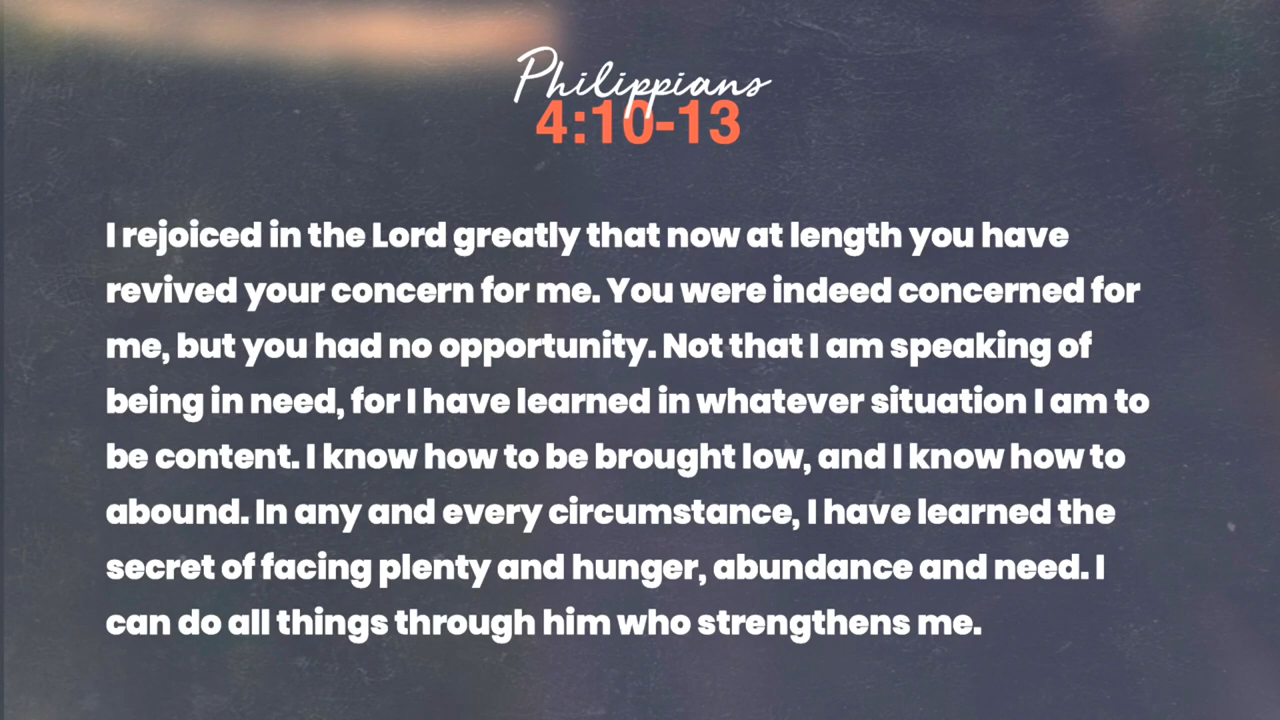 Philippians
4:10-13
I rejoiced in the Lord greatly that now at length you have
revived your concern for me. You were indeed concerned for
me, but you had no opportunity. Not that I am speaking of
being in need, for I have learned in whatever situation I am to
be content. I know how to be brought low, and I know how to
abound. In any and every circumstance, I have learned the
secret of facing plenty and hunger, abundance and need. I
can do all things through him who strengthens me.